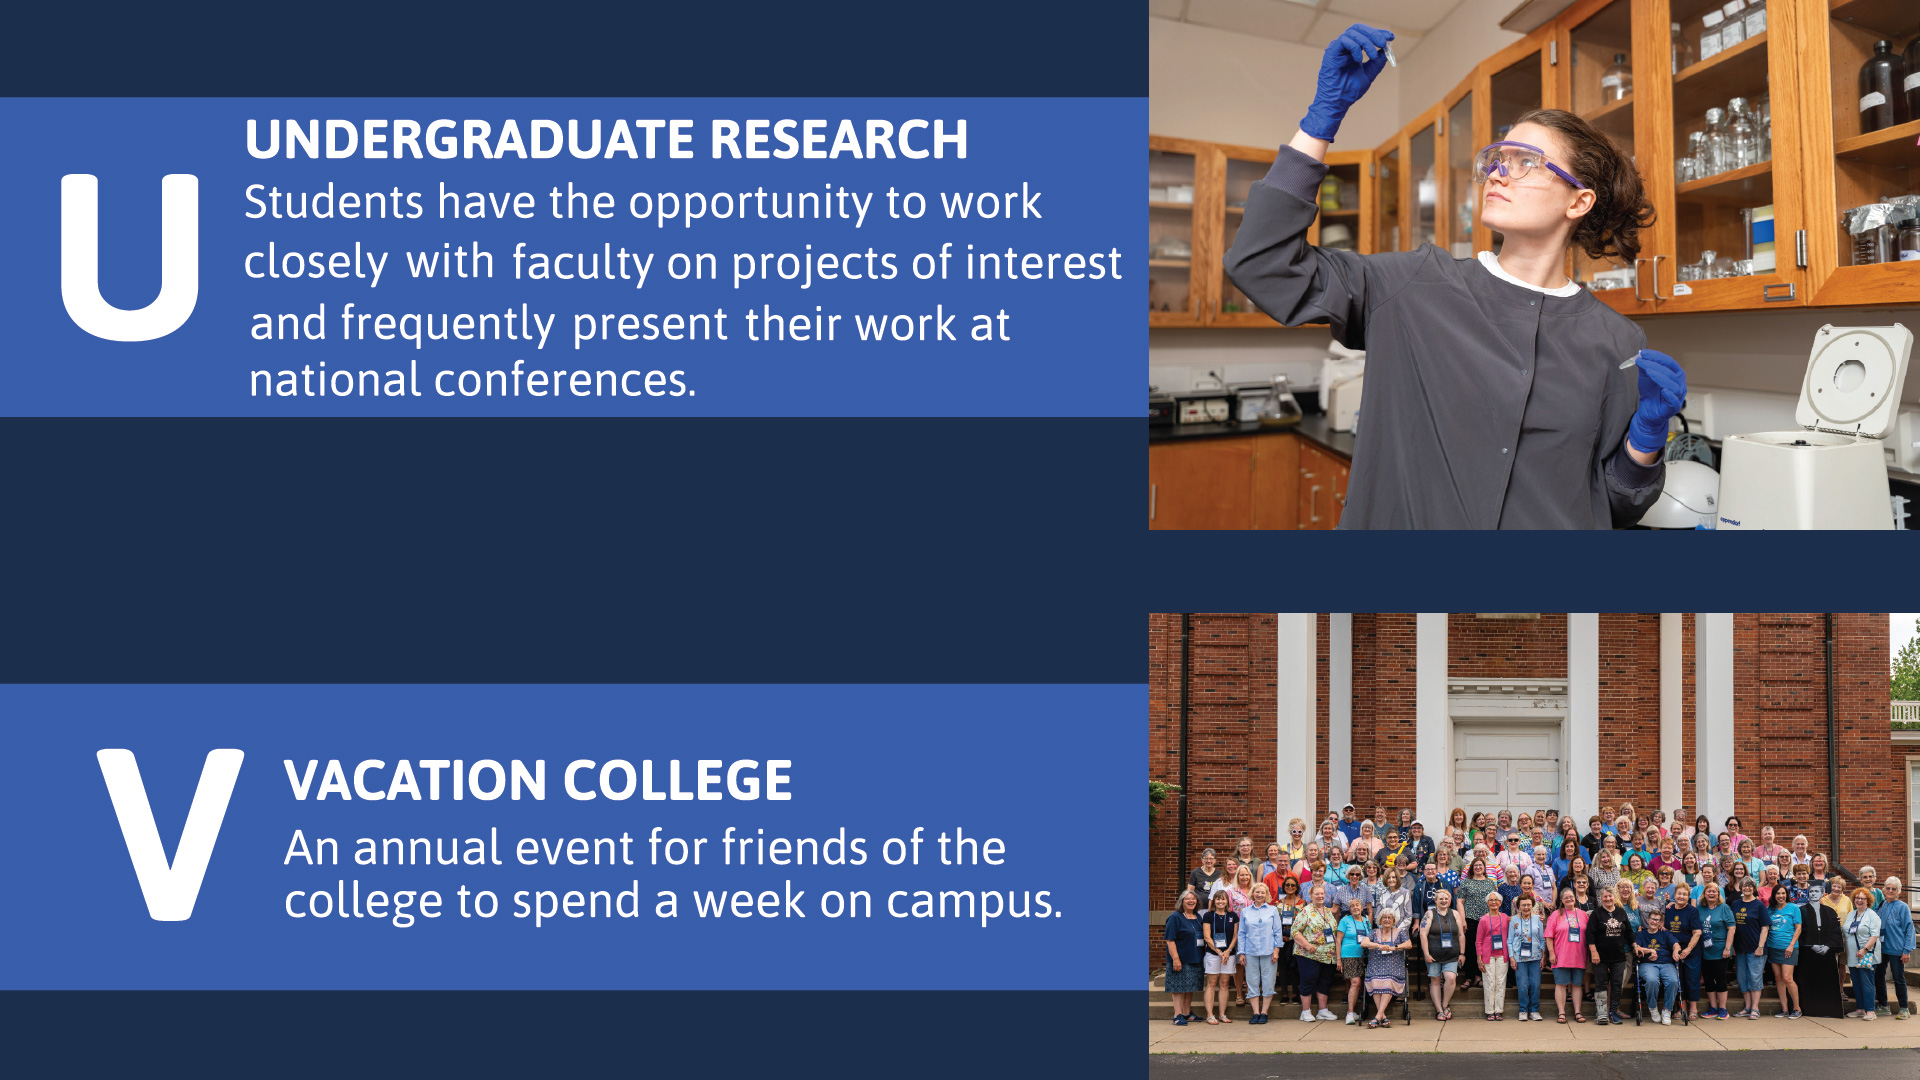 U
UNDERGRADUATE RESEARCH
Students have the opportunity to work
closely with faculty on projects of interest
and frequently present their work at
national conferences.
eppendorf
V
VACATION COLLEGE
An annual event for friends of the
college to spend a week on campus.